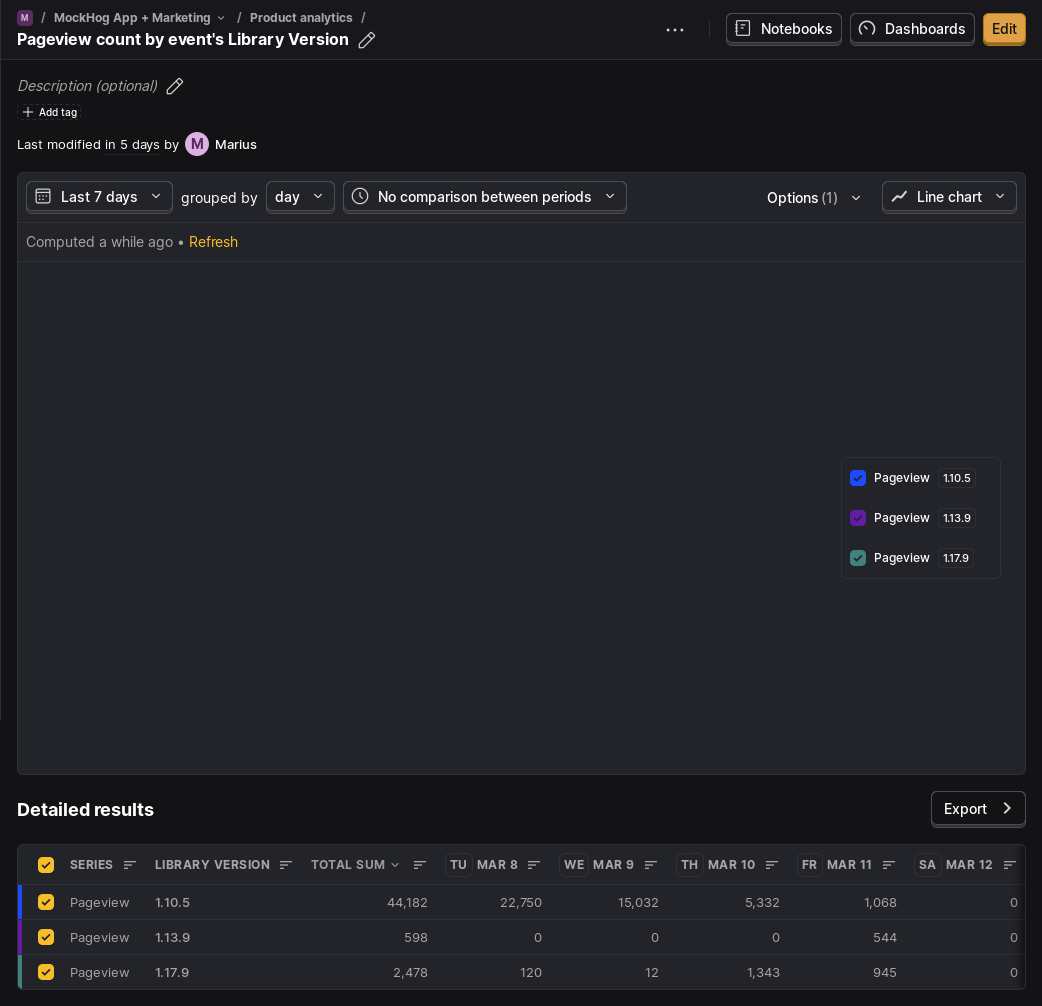 M / MockHog App + Marketing / Product analytics /
Pageview count by event's Library Version
Notebooks
Dashboards
Edit
Description (optional)
Add tag
Last modified in 5 days by M Marius
Last 7 days grouped by day No comparison between periods Options (1) Line chart
Computed a while ago • Refresh
Pageview 1.10.5
Pageview 1.13.9
Pageview 1.17.9
Detailed results
Export
SERIES LIBRARY VERSION TOTAL SUM TU MAR 8 WE MAR 9 TH MAR 10 FR MAR 11 SA MAR 12
Pageview 1.10.5 44,182 22,750 15,032 5,332 1,068 0
Pageview 1.13.9 598 0 0 0 544 0
Pageview 1.17.9 2,478 120 12 1,343 945 0